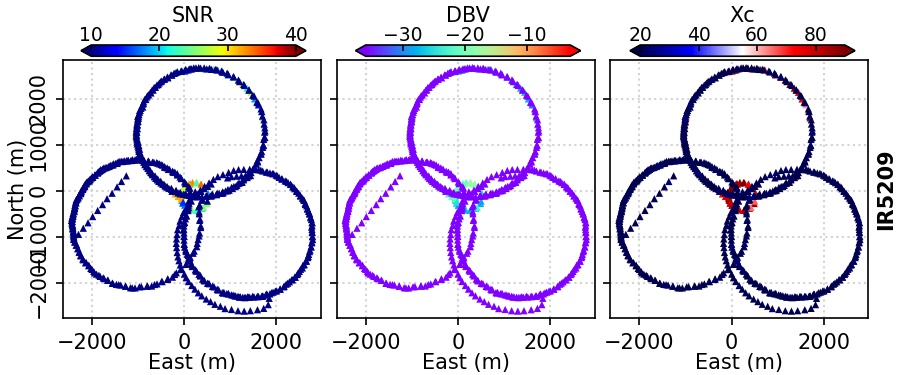 SNR DBV Xc
10 20 30 40 −30 −20 −10 20 40 60 80
North (m)
2000
1000
0
−1000
−2000
−2000 0 2000 −2000 0 2000 −2000 0 2000
East (m) East (m) East (m)
IR5209